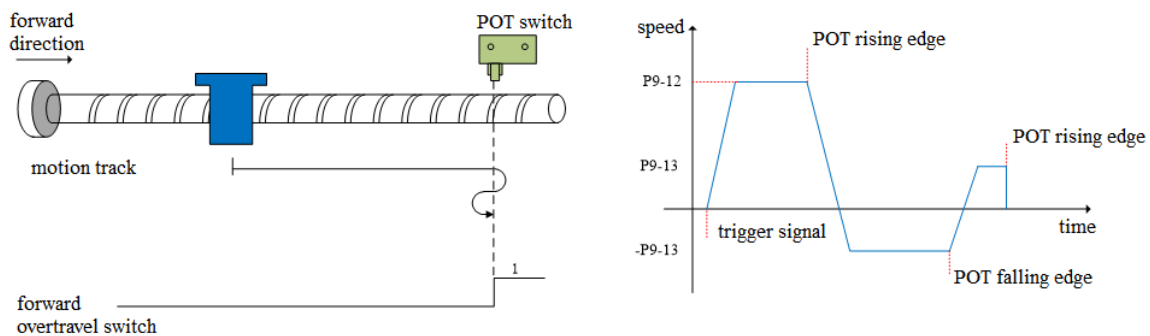 forward
direction
POT switch
motion track
1
forward
overtravel switch
speed
POT rising edge
P9-12
POT rising edge
P9-13
trigger signal
time
-P9-13
POT falling edge